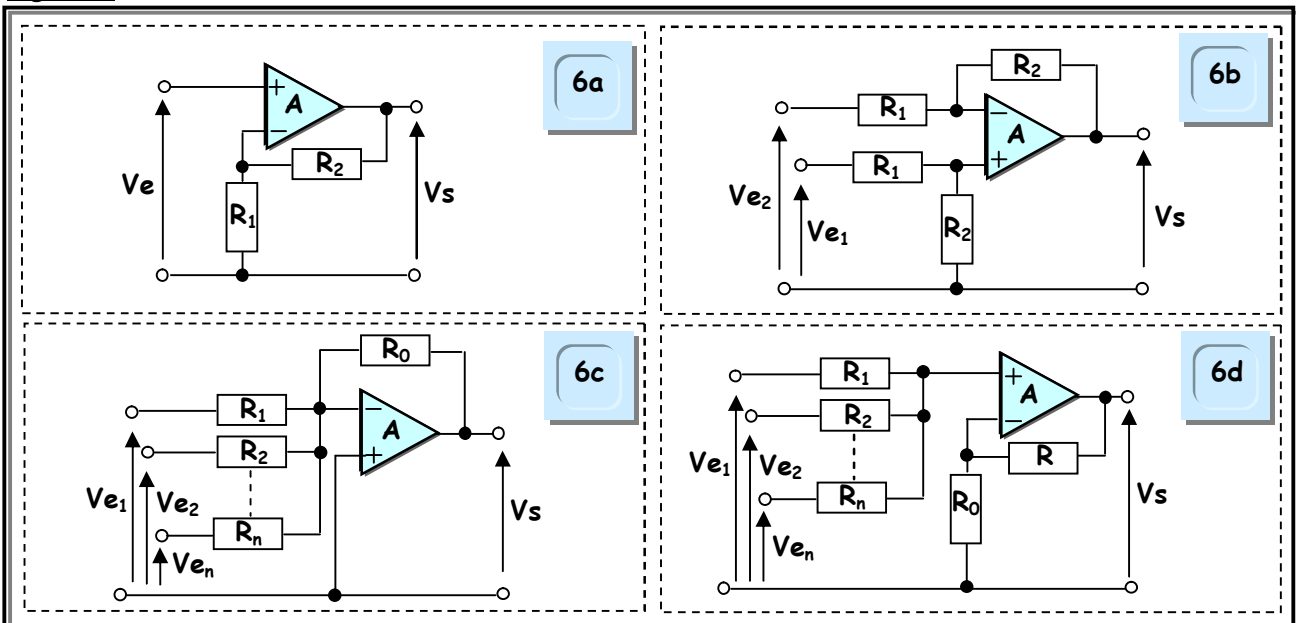 6a
+
A
−
R₂
Ve
R₁
Vs
6b
R₂
R₁
−
A
R₁
+
Ve₂
Ve₁
R₂
Vs
6c
R₀
R₁
−
A
R₂
+
Ve₁
Ve₂
Rₙ
Veₙ
Vs
6d
R₁
+
A
R₂
−
Ve₁
Ve₂
R
Rₙ
R₀
Veₙ
Vs